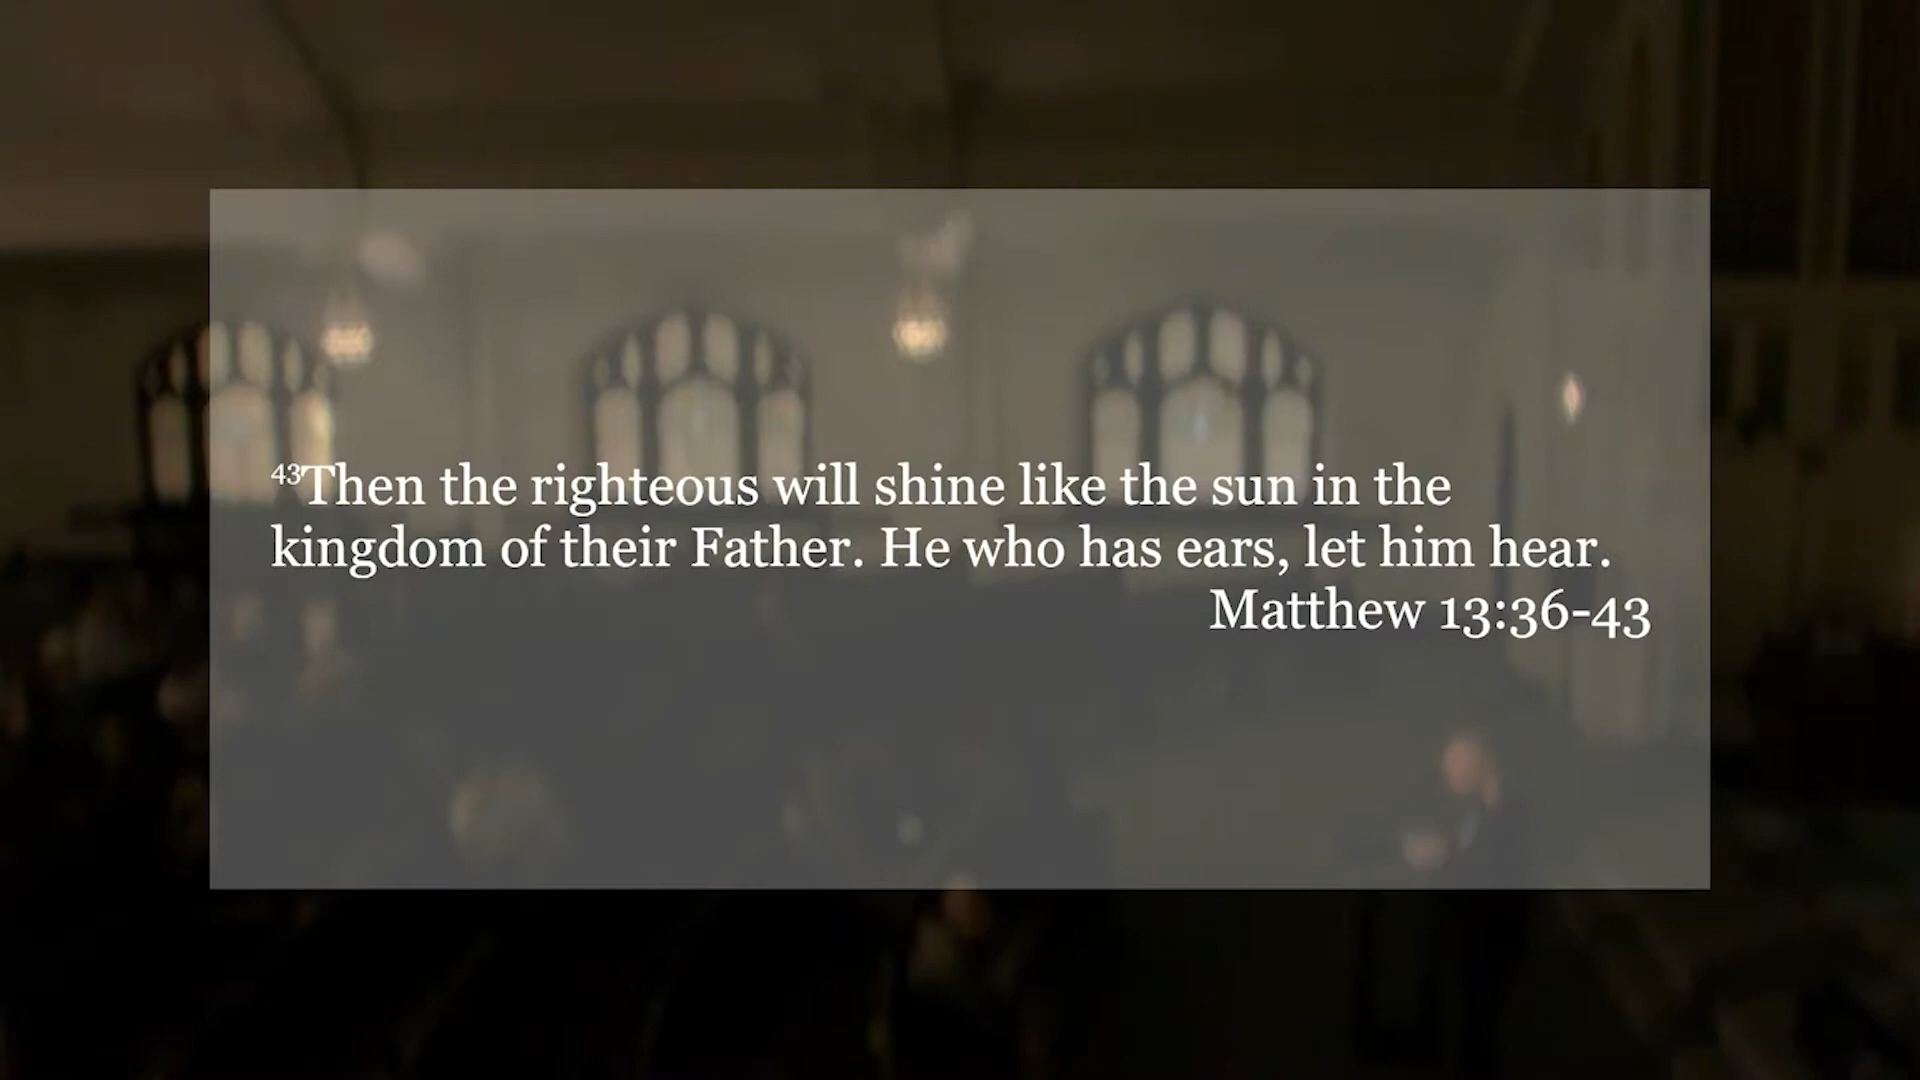 ⁴³Then the righteous will shine like the sun in the
kingdom of their Father. He who has ears, let him hear.
Matthew 13:36-43